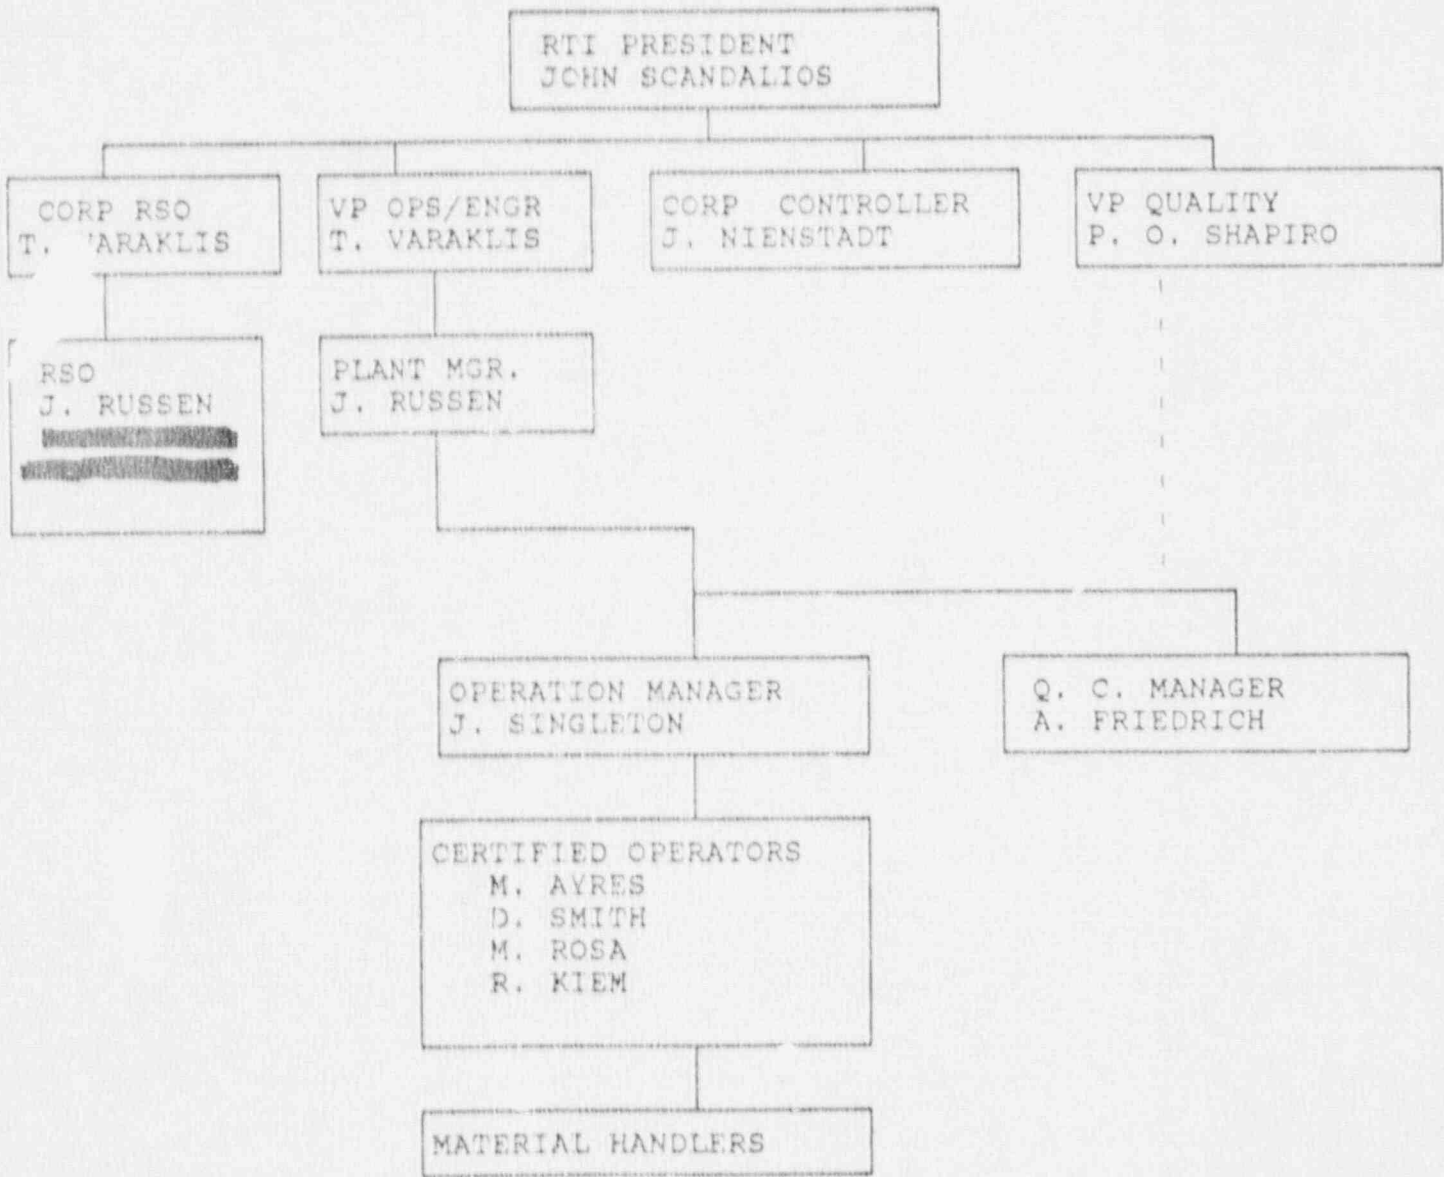 RTI PRESIDENT
JOHN SCANDALIOS
CORP RSO
T. 'ARAKLIS
VP OPS/ENGR
T. VARAKLIS
CORP CONTROLLER
J. NIENSTADT
VP QUALITY
P. O. SHAPIRO
RSO
J. RUSSEN
PLANT MGR.
J. RUSSEN
OPERATION MANAGER
J. SINGLETON
Q. C. MANAGER
A. FRIEDRICH
CERTIFIED OPERATORS
M. AYRES
D. SMITH
M. ROSA
R. KIEM
MATERIAL HANDLERS